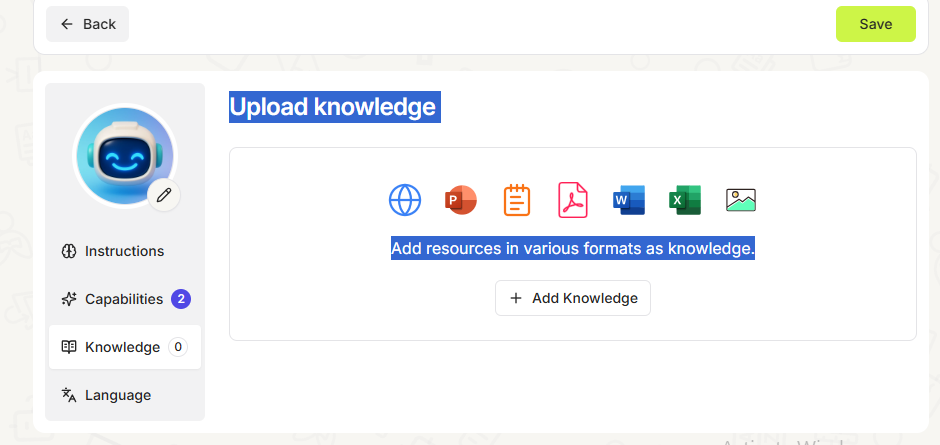 Back
Save
Upload knowledge
P
W
X
Add resources in various formats as knowledge.
Add Knowledge
Instructions
Capabilities 2
Knowledge 0
Language